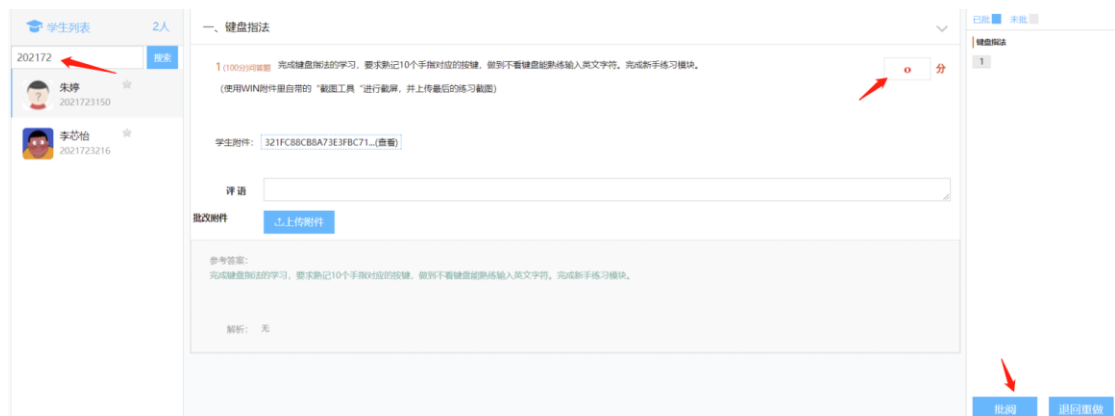 学生列表 2人
202172 搜索
朱婷
2021723150
李芯怡
2021723216
一、键盘指法
1 (100分)问答题 完成键盘指法的学习，要求熟记10个手指对应的按键，做到不看键盘能熟练输入英文字符。完成新手练习模块。
（使用WIN附件里自带的“截图工具“进行截屏，并上传最后的练习截图）
0 分
学生附件： 321FC88CB8A73E3FBC71...(查看)
评 语
批改附件 上传附件
参考答案：
完成键盘指法的学习，要求熟记10个手指对应的按键，做到不看键盘能熟练输入英文字符。完成新手练习模块。
解析： 无
已批 未批
键盘指法
1
批阅 退回重做